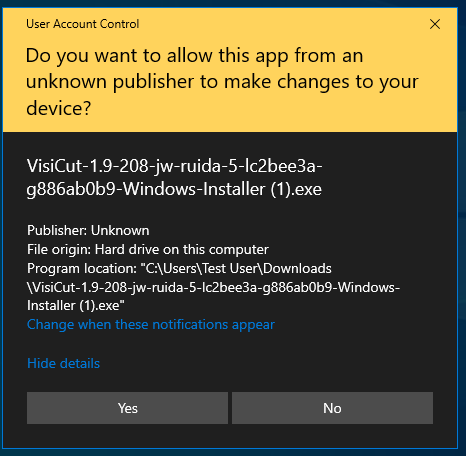 User Account Control
Do you want to allow this app from an
unknown publisher to make changes to your
device?
VisiCut-1.9-208-jw-ruida-5-lc2bee3a-
g886ab0b9-Windows-Installer (1).exe
Publisher: Unknown
File origin: Hard drive on this computer
Program location: "C:\Users\Test User\Downloads
\VisiCut-1.9-208-jw-ruida-5-lc2bee3a-g886ab0b9-Windows-
Installer (1).exe"
Change when these notifications appear
Hide details
Yes
No